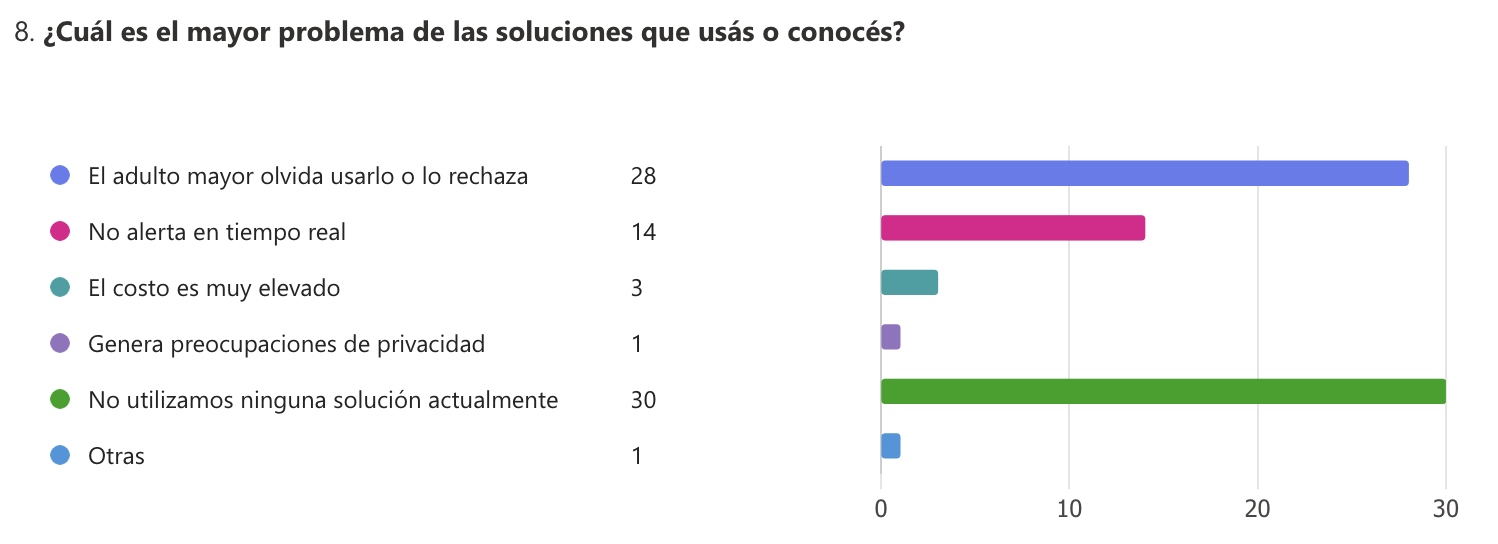 8. ¿Cuál es el mayor problema de las soluciones que usás o conocés?
El adulto mayor olvida usarlo o lo rechaza 28
No alerta en tiempo real 14
El costo es muy elevado 3
Genera preocupaciones de privacidad 1
No utilizamos ninguna solución actualmente 30
Otras 1
0 10 20 30